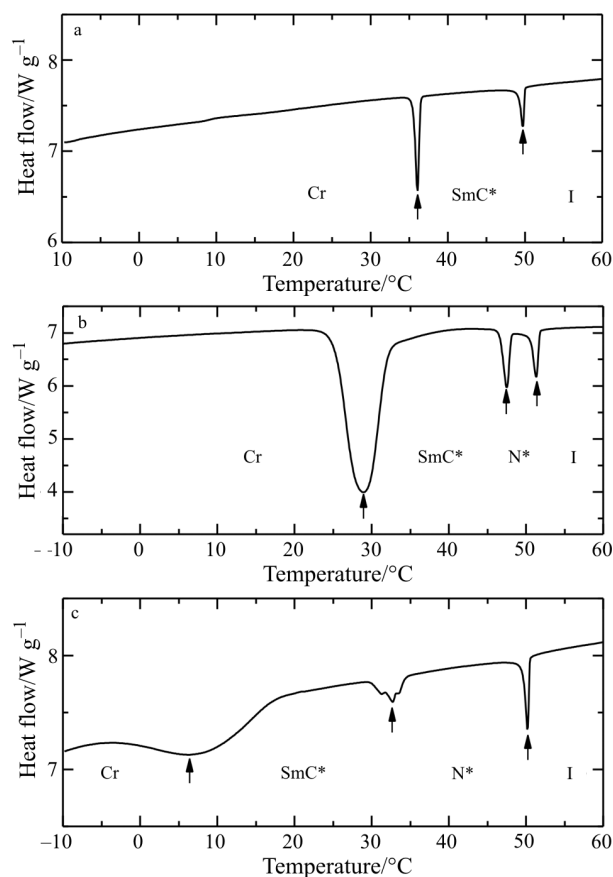 a
Heat flow/W g−1
8
7
6
Cr
SmC*
I
10
0
10
20
30
40
50
60
Temperature/°C
b
Heat flow/W g−1
7
6
5
4
Cr
SmC*
N*
I
- -10
0
10
20
30
40
50
60
Temperature/°C
c
Heat flow/W g−1
8
7
Cr
SmC*
N*
I
−10
0
10
20
30
40
50
60
Temperature/°C